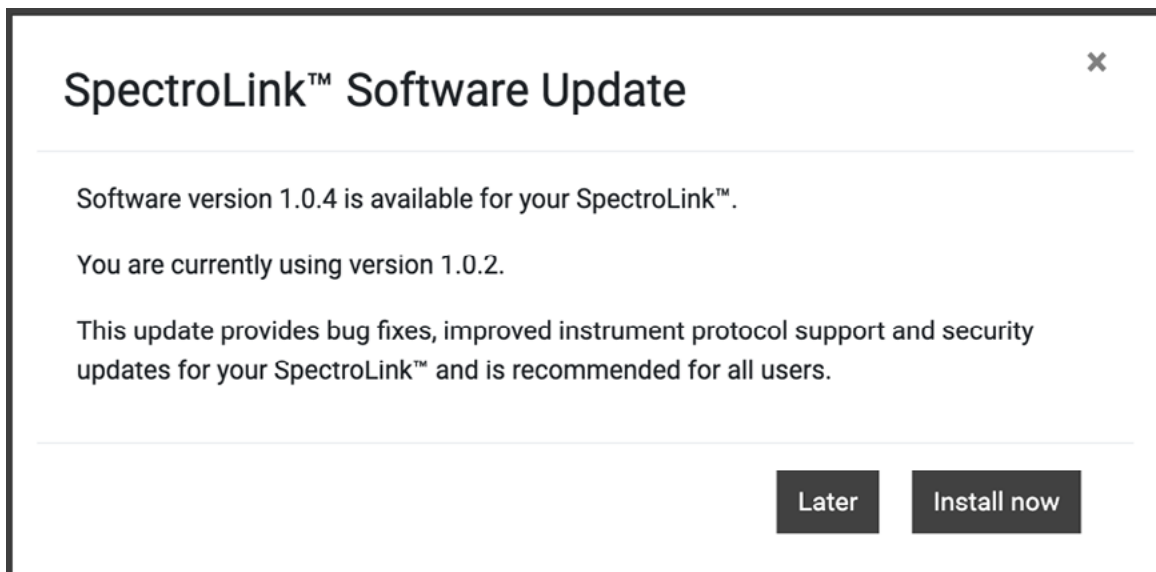 SpectroLink™ Software Update
×
Software version 1.0.4 is available for your SpectroLink™.
You are currently using version 1.0.2.
This update provides bug fixes, improved instrument protocol support and security
updates for your SpectroLink™ and is recommended for all users.
Later
Install now